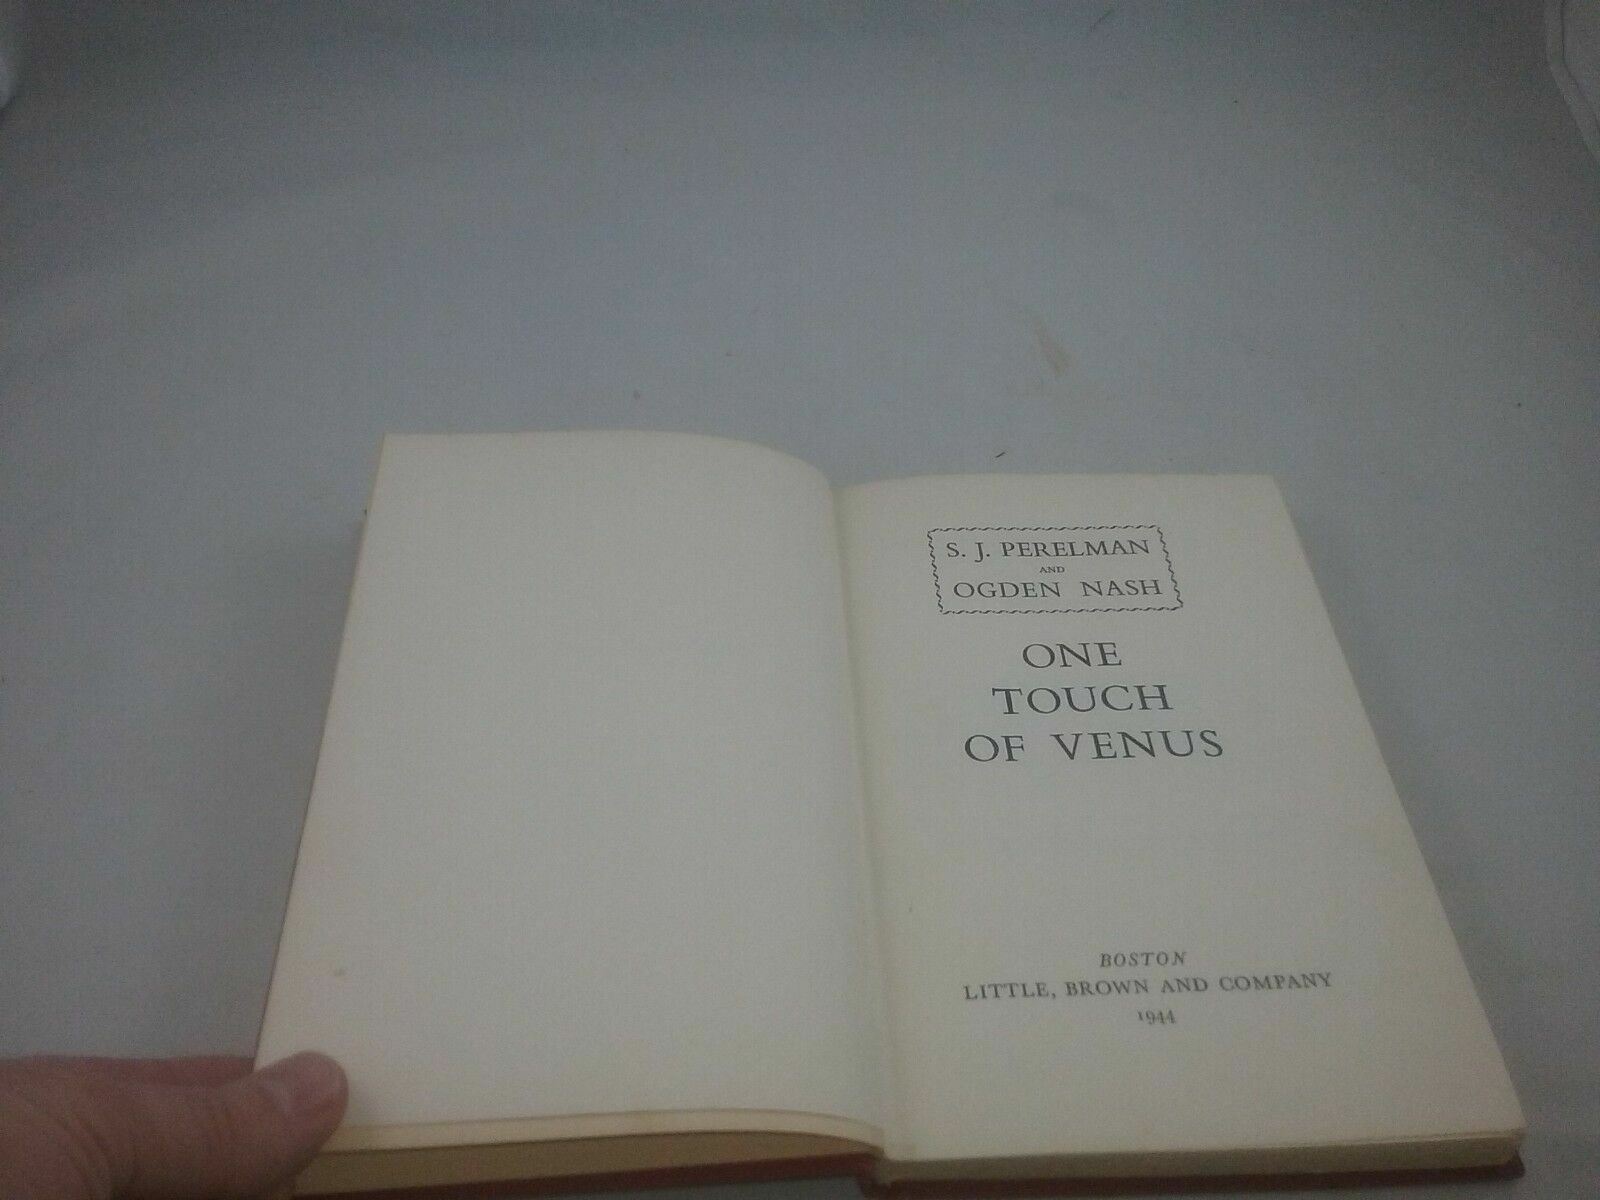 S. J. PERELMAN
AND
OGDEN NASH
ONE
TOUCH
OF VENUS
BOSTON
LITTLE, BROWN AND COMPANY
1944